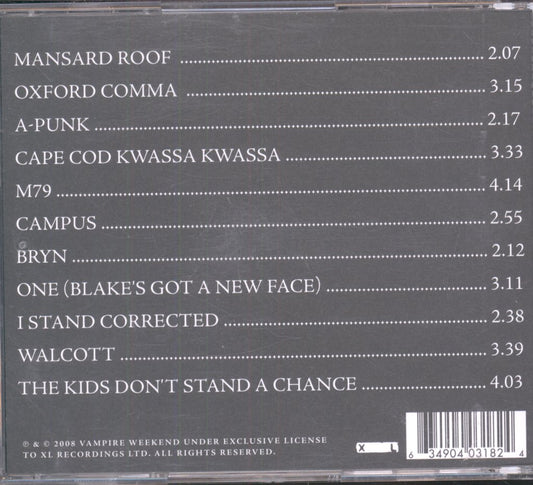 MANSARD ROOF ........ 2.07
OXFORD COMMA ........ 3.15
A-PUNK ........ 2.17
CAPE COD KWASSA KWASSA ........ 3.33
M79 ........ 4.14
CAMPUS ........ 2.55
BRYN ........ 2.12
ONE (BLAKE'S GOT A NEW FACE) ........ 3.11
I STAND CORRECTED ........ 2.38
WALCOTT ........ 3.39
THE KIDS DON'T STAND A CHANCE ........ 4.03
℗ & © 2008 VAMPIRE WEEKEND UNDER EXCLUSIVE LICENSE
TO XL RECORDINGS LTD. ALL RIGHTS RESERVED.
X L
6 34904 03182 4